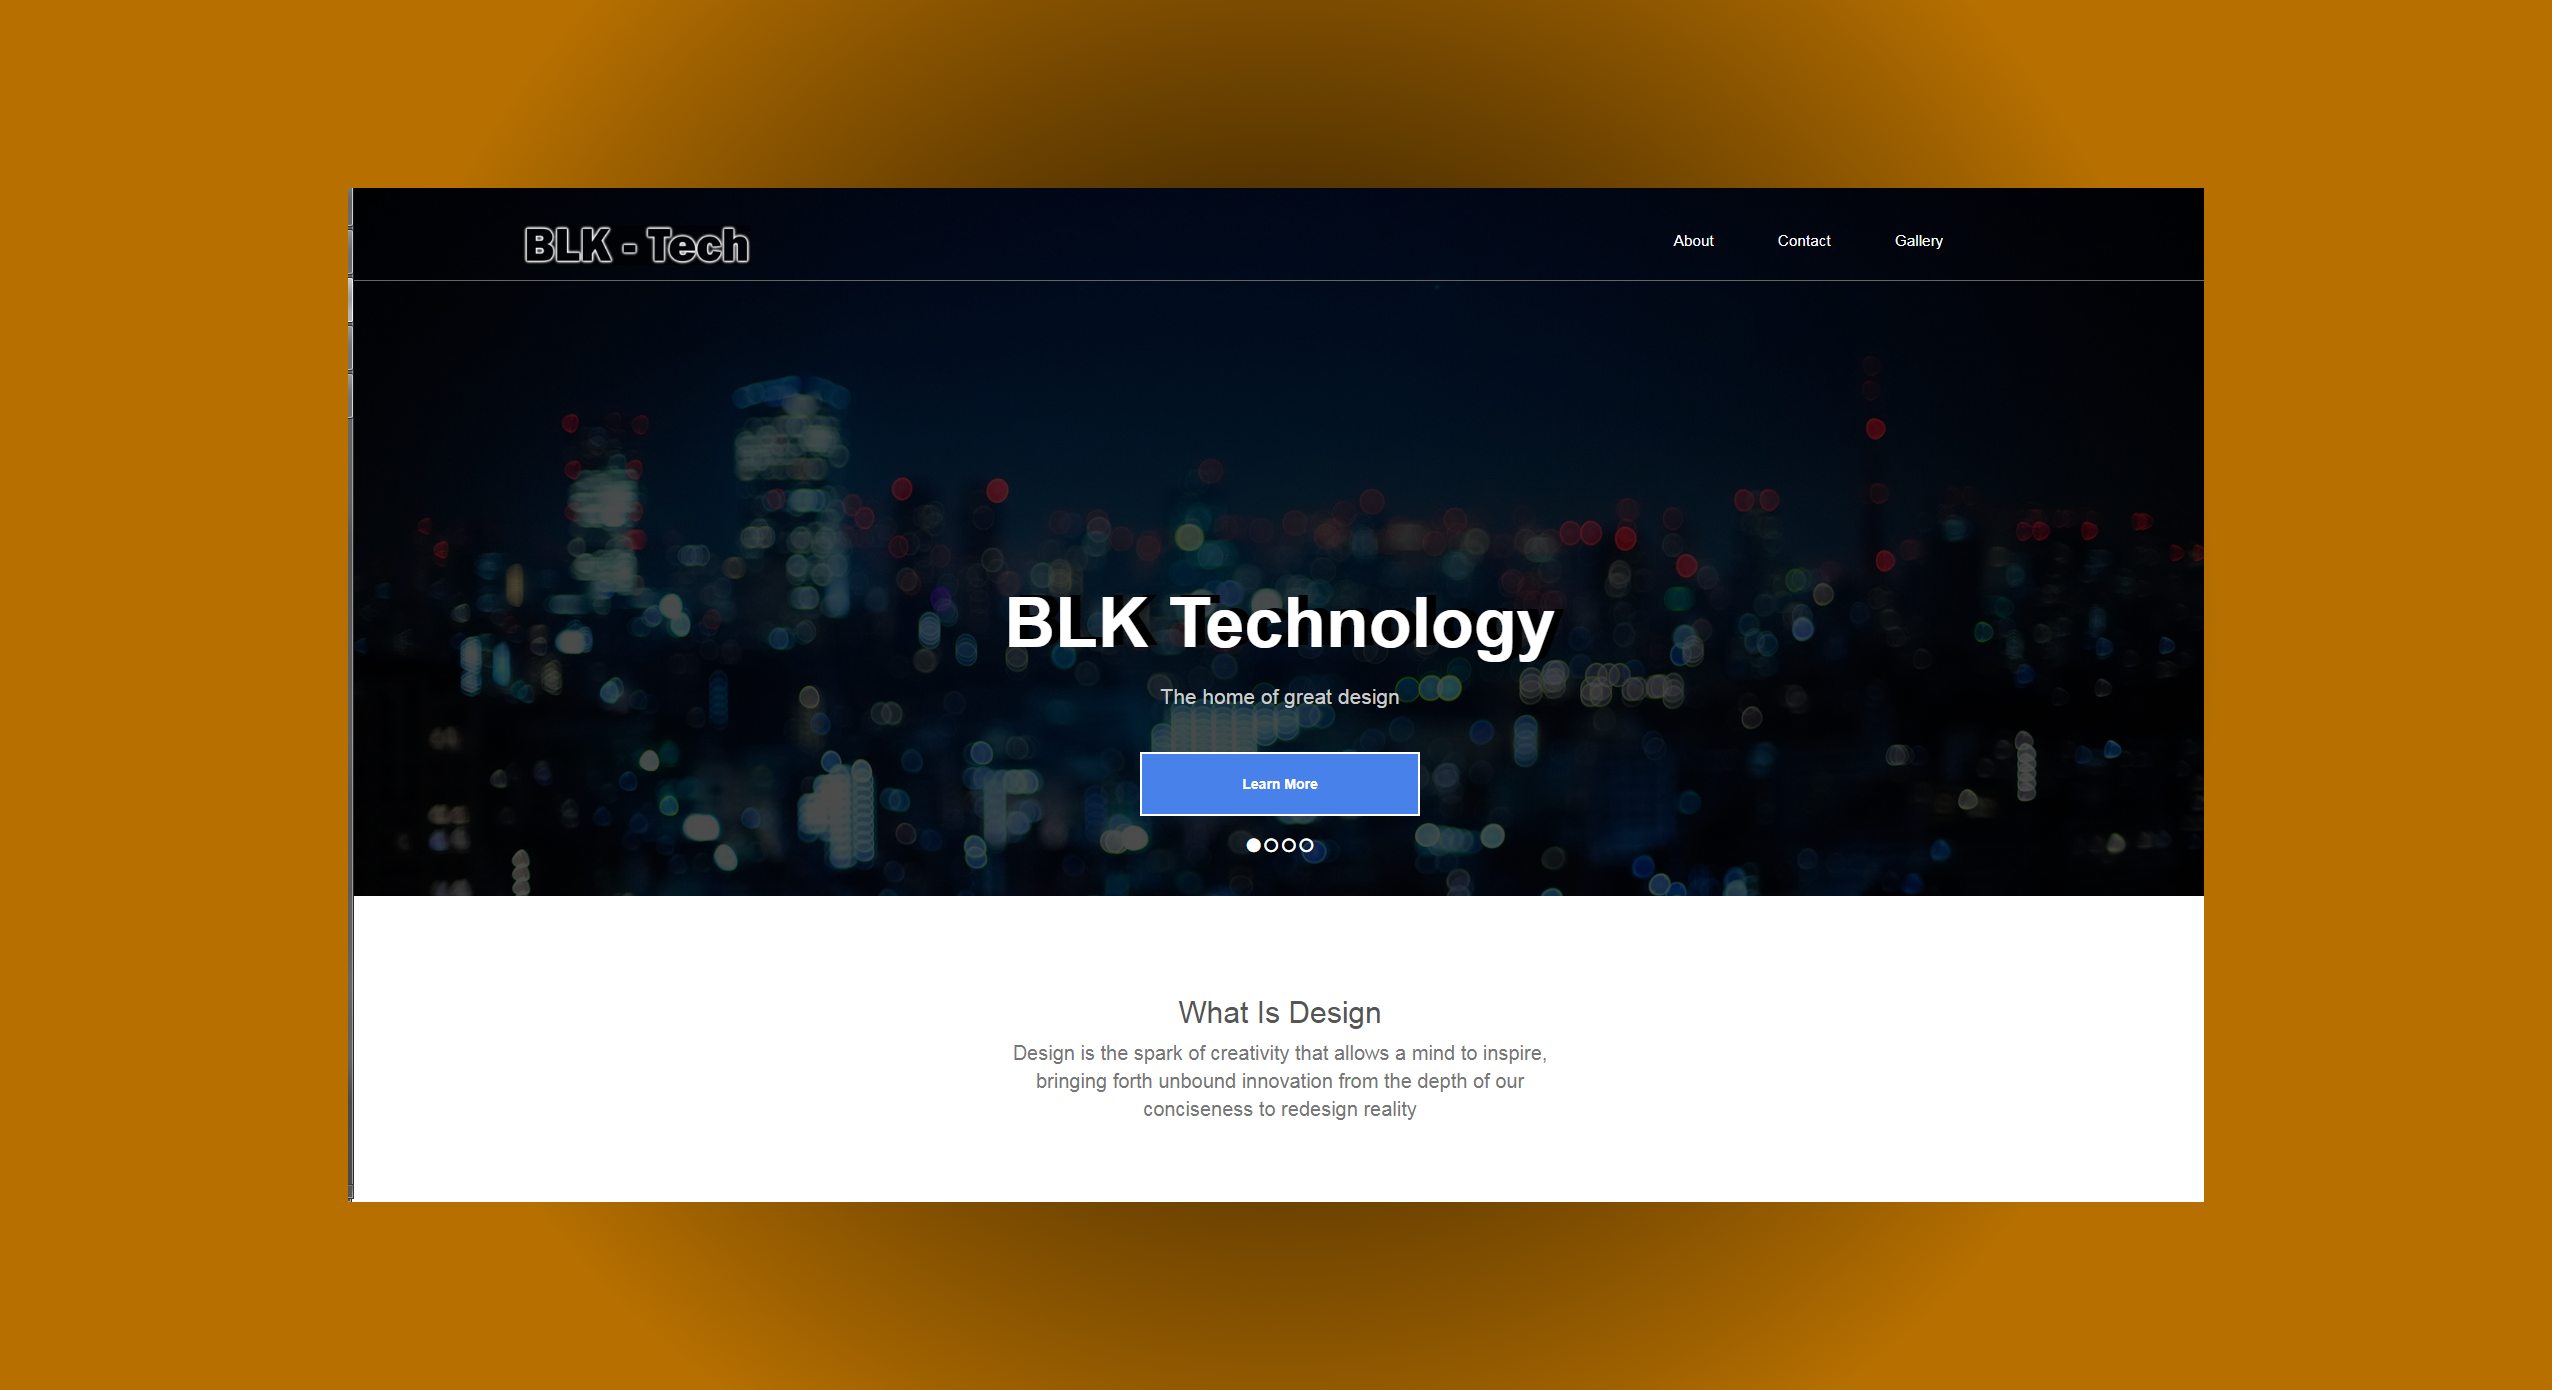 BLK - Tech
About Contact Gallery
BLK Technology
The home of great design
Learn More
What Is Design
Design is the spark of creativity that allows a mind to inspire,
bringing forth unbound innovation from the depth of our
conciseness to redesign reality